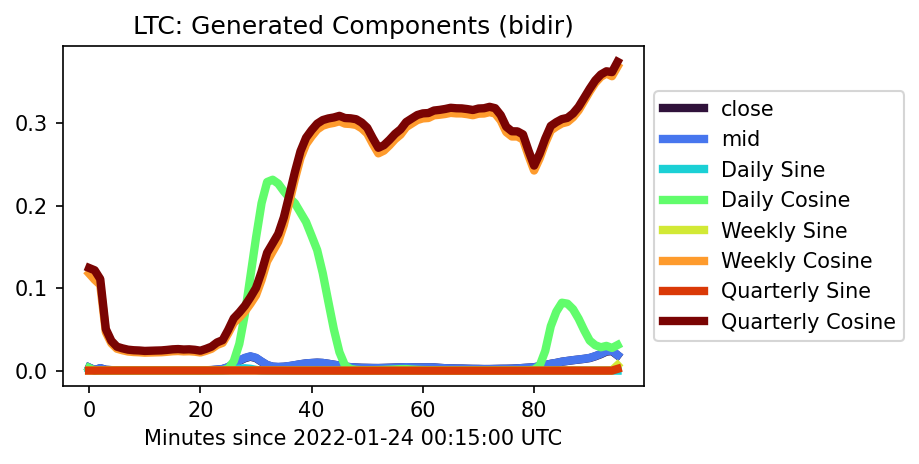 LTC: Generated Components (bidir)
0.3
0.2
0.1
0.0
0
20
40
60
80
Minutes since 2022-01-24 00:15:00 UTC
close
mid
Daily Sine
Daily Cosine
Weekly Sine
Weekly Cosine
Quarterly Sine
Quarterly Cosine